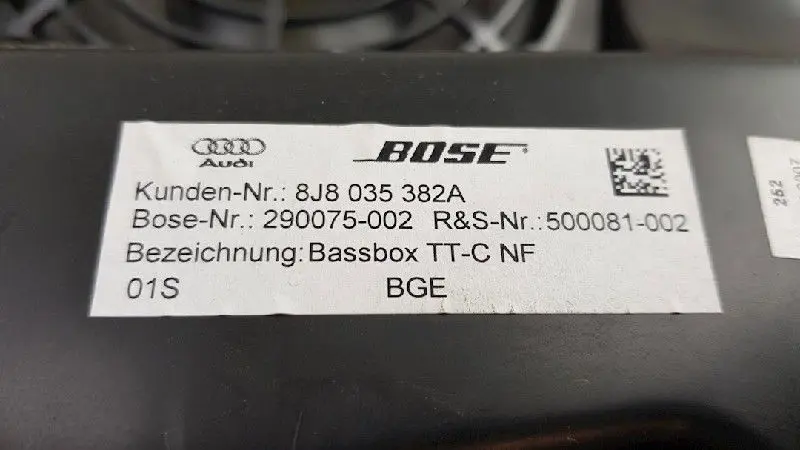 Audi BOSE
Kunden-Nr.: 8J8 035 382A
Bose-Nr.: 290075-002 R&S-Nr.:500081-002
Bezeichnung: Bassbox TT-C NF
01S BGE
252